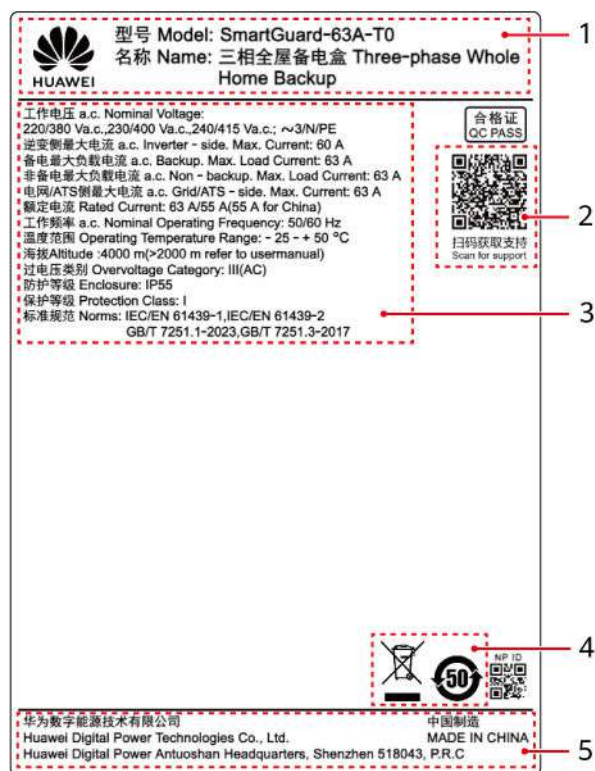 HUAWEI
型号 Model: SmartGuard-63A-T0
名称 Name: 三相全屋备电盒 Three-phase Whole
Home Backup
1
工作电压 a.c. Nominal Voltage:
220/380 Va.c.,230/400 Va.c.,240/415 Va.c.; ～3/N/PE
逆变侧最大电流 a.c. Inverter - side. Max. Current: 60 A
备电最大负载电流 a.c. Backup. Max. Load Current: 63 A
非备电最大负载电流 a.c. Non - backup. Max. Load Current: 63 A
电网/ATS侧最大电流 a.c. Grid/ATS - side. Max. Current: 63 A
额定电流 Rated Current: 63 A/55 A(55 A for China)
工作频率 a.c. Nominal Operating Frequency: 50/60 Hz
温度范围 Operating Temperature Range: - 25 - + 50 °C
海拔Altitude :4000 m(>2000 m refer to usermanual)
过电压类别 Overvoltage Category: III(AC)
防护等级 Enclosure: IP55
保护等级 Protection Class: I
标准规范 Norms: IEC/EN 61439-1,IEC/EN 61439-2
GB/T 7251.1-2023,GB/T 7251.3-2017
合格证
QC PASS
扫码获取支持
Scan for support
2
3
50
NP ID
4
华为数字能源技术有限公司
中国制造
Huawei Digital Power Technologies Co., Ltd.
MADE IN CHINA
Huawei Digital Power Antuoshan Headquarters, Shenzhen 518043, P.R.C
5